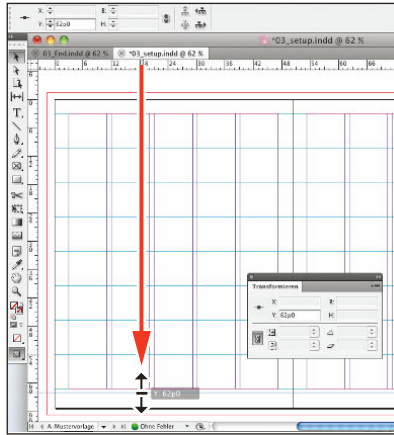 X:
B:
Y: 62p0
H:
*03_setup.indd @ 62 %
03_End.indd @ 62 %
*03_setup.indd @ 62 %
0 6 12 18 24 30 36 42 48 54 60 66
Transformieren
X:
B:
Y: 62p0
H:
Y: 62p0
A-Mustervorlage
Ohne Fehler